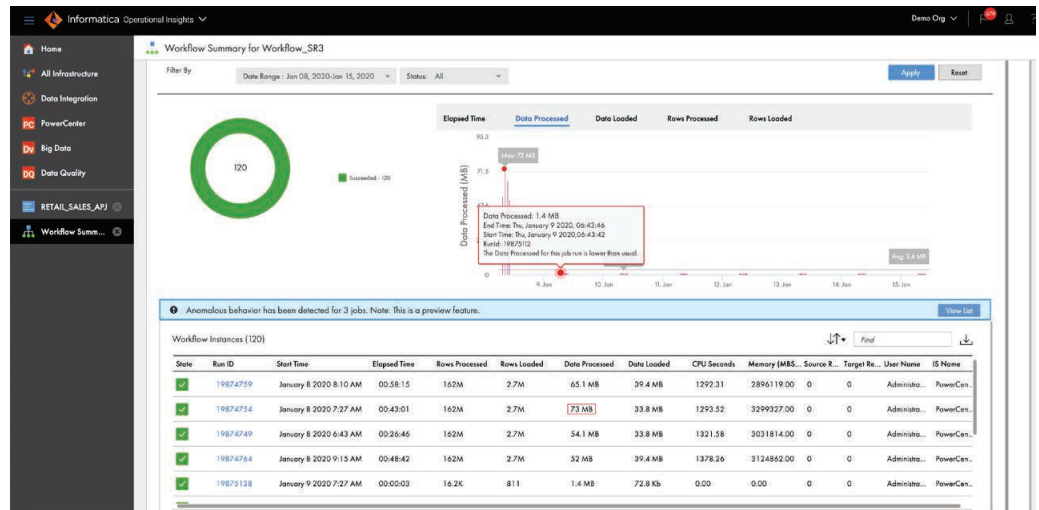 Informatica Operational Insights
Demo Org
679
?
Home
All Infrastructure
Data Integration
PC PowerCenter
Dv Big Data
DQ Data Quality
RETAIL_SALES_APJ
Workflow Summ...
Workflow Summary for Workflow_SR3
Filter By
Date Range : Jan 08, 2020-Jan 15, 2020
Status: All
Apply
Reset
120
Succeeded - 120
Elapsed Time Data Processed Data Loaded Rows Processed Rows Loaded
Data Processed (MB)
95.3
71.5
47.6
0
Max: 73 MB
Data Processed: 1.4 MB
End Time: Thu, January 9 2020, 06:43:46
Start Time: Thu, January 9 2020,06:43:42
RunId: 19875112
The Data Processed for this job run is lower than usual.
Avg: 5.4 MB
9. Jan 10. Jan 11. Jan 12. Jan 13. Jan 14. Jan 15. Jan
Anomalous behavior has been detected for 3 jobs. Note: This is a preview feature.
View List
Workflow Instances (120)
Find
State Run ID Start Time Elapsed Time Rows Processed Rows Loaded Data Processed Data Loaded CPU Seconds Memory (MBS... Source R... Target Re... User Name IS Name
19874759 January 8 2020 8:10 AM 00:58:15 162M 2.7M 65.1 MB 39.4 MB 1292.31 2896119.00 0 0 Administra... PowerCen...
19874754 January 8 2020 7:27 AM 00:43:01 162M 2.7M 73 MB 33.8 MB 1293.52 3299327.00 0 0 Administra... PowerCen...
19874749 January 8 2020 6:43 AM 00:26:46 162M 2.7M 54.1 MB 33.8 MB 1321.58 3031814.00 0 0 Administra... PowerCen...
19874764 January 8 2020 9:15 AM 00:48:42 162M 2.7M 52 MB 39.4 MB 1378.26 3124862.00 0 0 Administra... PowerCen...
19875128 January 9 2020 7:27 AM 00:00:03 16.2K 811 1.4 MB 72.8 Kb 0.00 0.00 0 0 Administra... PowerCen...